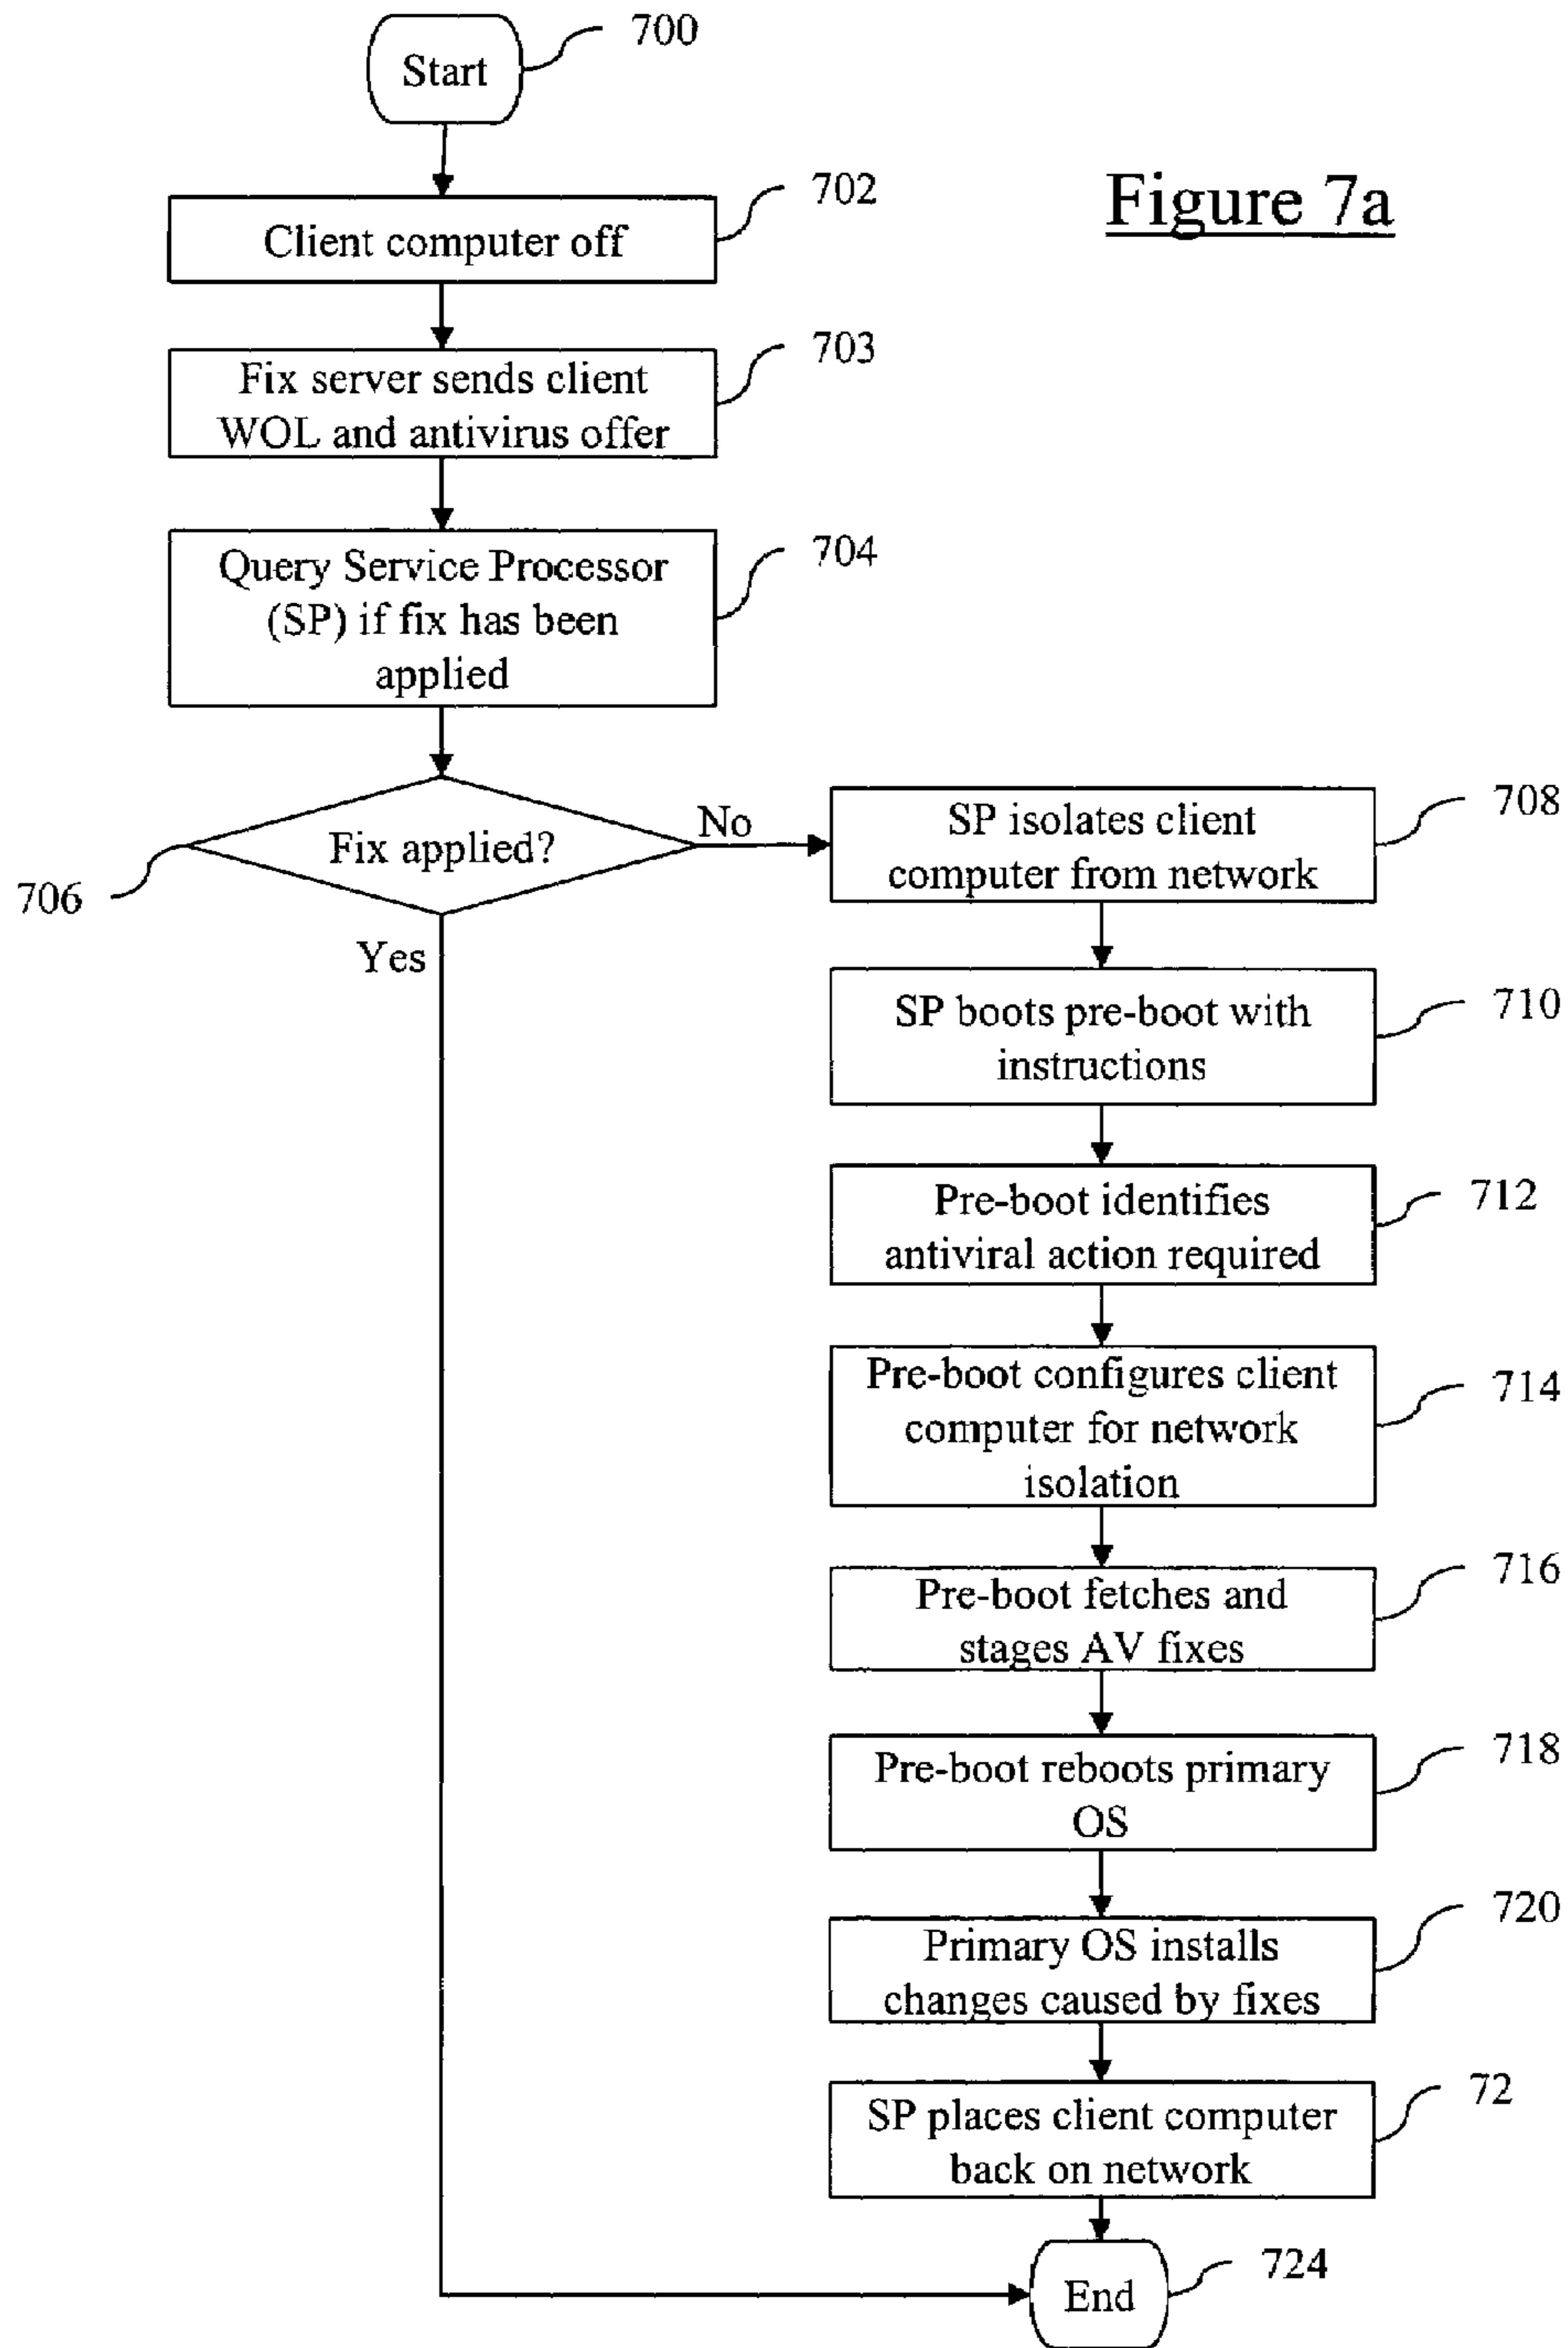 700
Start
Figure 7a
702
Client computer off
703
Fix server sends client
WOL and antivirus offer
704
Query Service Processor
(SP) if fix has been
applied
706
Fix applied?
No
Yes
708
SP isolates client
computer from network
710
SP boots pre-boot with
instructions
712
Pre-boot identifies
antiviral action required
714
Pre-boot configures client
computer for network
isolation
716
Pre-boot fetches and
stages AV fixes
718
Pre-boot reboots primary
OS
720
Primary OS installs
changes caused by fixes
72
SP places client computer
back on network
724
End